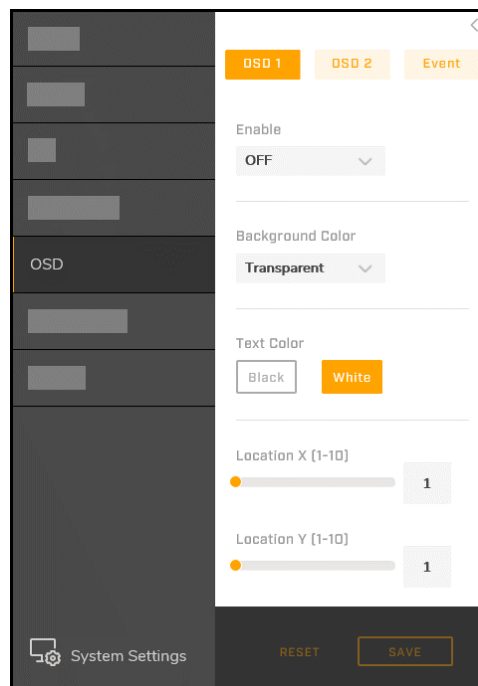 OSD 1 OSD 2 Event
Enable
OFF
Background Color
Transparent
OSD
Text Color
Black White
Location X (1-10)
1
Location Y (1-10)
1
System Settings
RESET SAVE